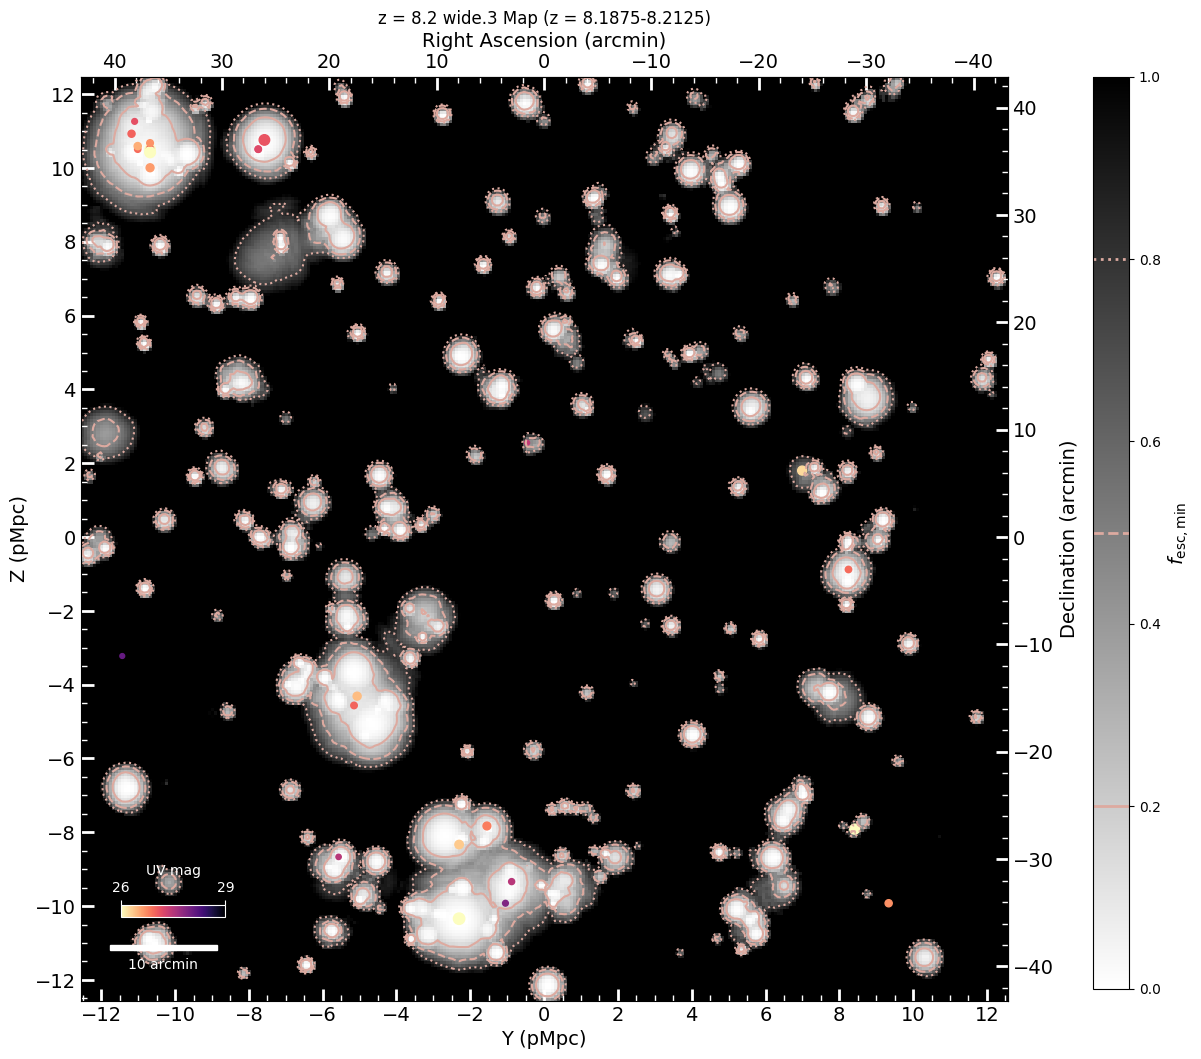 z = 8.2 wide.3 Map (z = 8.1875-8.2125)
Right Ascension (arcmin)
40 30 20 10 0 −10 −20 −30 −40
12 10 8 6 4 2 0 −2 −4 −6 −8 −10 −12
Z (pMpc)
−12 −10 −8 −6 −4 −2 0 2 4 6 8 10 12
Y (pMpc)
40 30 20 10 0 −10 −20 −30 −40
Declination (arcmin)
UV mag
26 29
10 arcmin
1.0 0.8 0.6 0.4 0.2 0.0
fesc,min